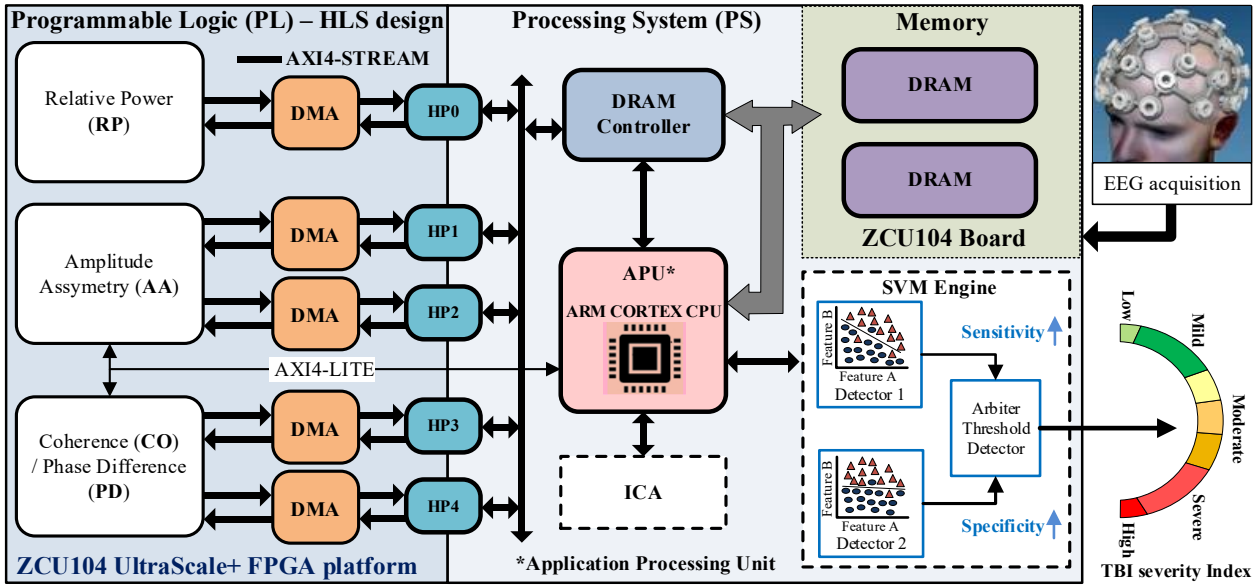 Programmable Logic (PL) – HLS design
AXI4-STREAM
Relative Power
(RP)
DMA
HP0
Amplitude
Assymetry (AA)
DMA
HP1
DMA
HP2
AXI4-LITE
Coherence (CO)
/ Phase Difference
(PD)
DMA
HP3
DMA
HP4
ZCU104 UltraScale+ FPGA platform
Processing System (PS)
DRAM
Controller
APU*
ARM CORTEX CPU
ICA
*Application Processing Unit
Memory
DRAM
DRAM
ZCU104 Board
SVM Engine
Feature B
Feature A
Detector 1
Sensitivity
Arbiter
Threshold
Detector
Feature B
Feature A
Detector 2
Specificity
EEG acquisition
Low
Mild
Moderate
Severe
High
TBI severity Index